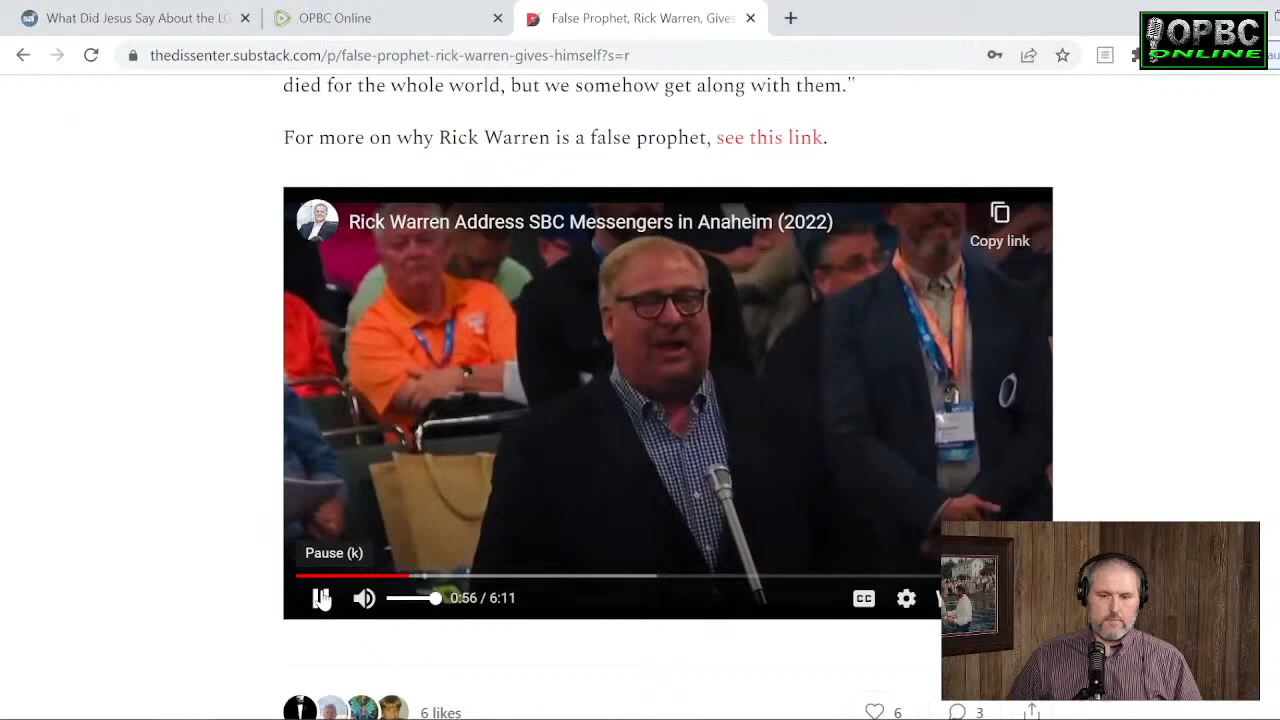 What Did Jesus Say About the LG
OPBC Online
False Prophet, Rick Warren, Gives
OPBC
ONLINE
thedissenter.substack.com/p/false-prophet-rick-warren-gives-himself?s=r
died for the whole world, but we somehow get along with them."
For more on why Rick Warren is a false prophet, see this link.
Rick Warren Address SBC Messengers in Anaheim (2022)
Copy link
Pause (k)
0:56 / 6:11
CC
6 likes
6
3